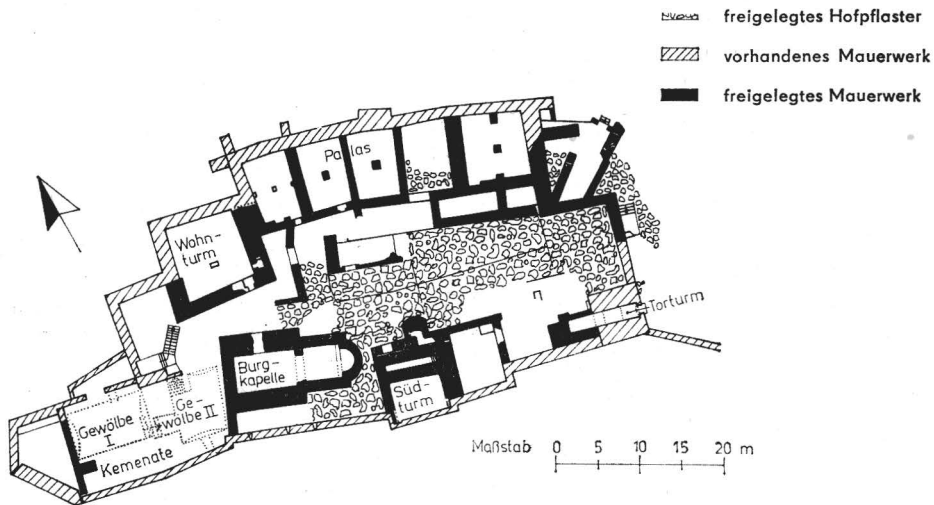 freigelegtes Hofpflaster
vorhandenes Mauerwerk
freigelegtes Mauerwerk
Pallas
Wohn-
turm
Torturm
Burg-
kapelle
Süd-
turm
Ge-
wölbe II
Gewölbe
I
Kemenate
Maßstab 0 5 10 15 20 m